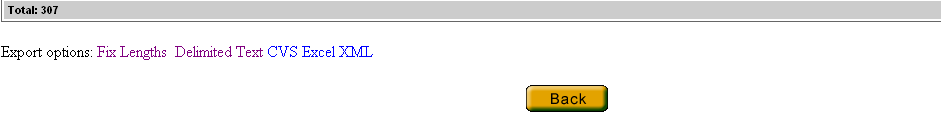 Total: 307
Export options: Fix Lengths Delimited Text CVS Excel XML
Back